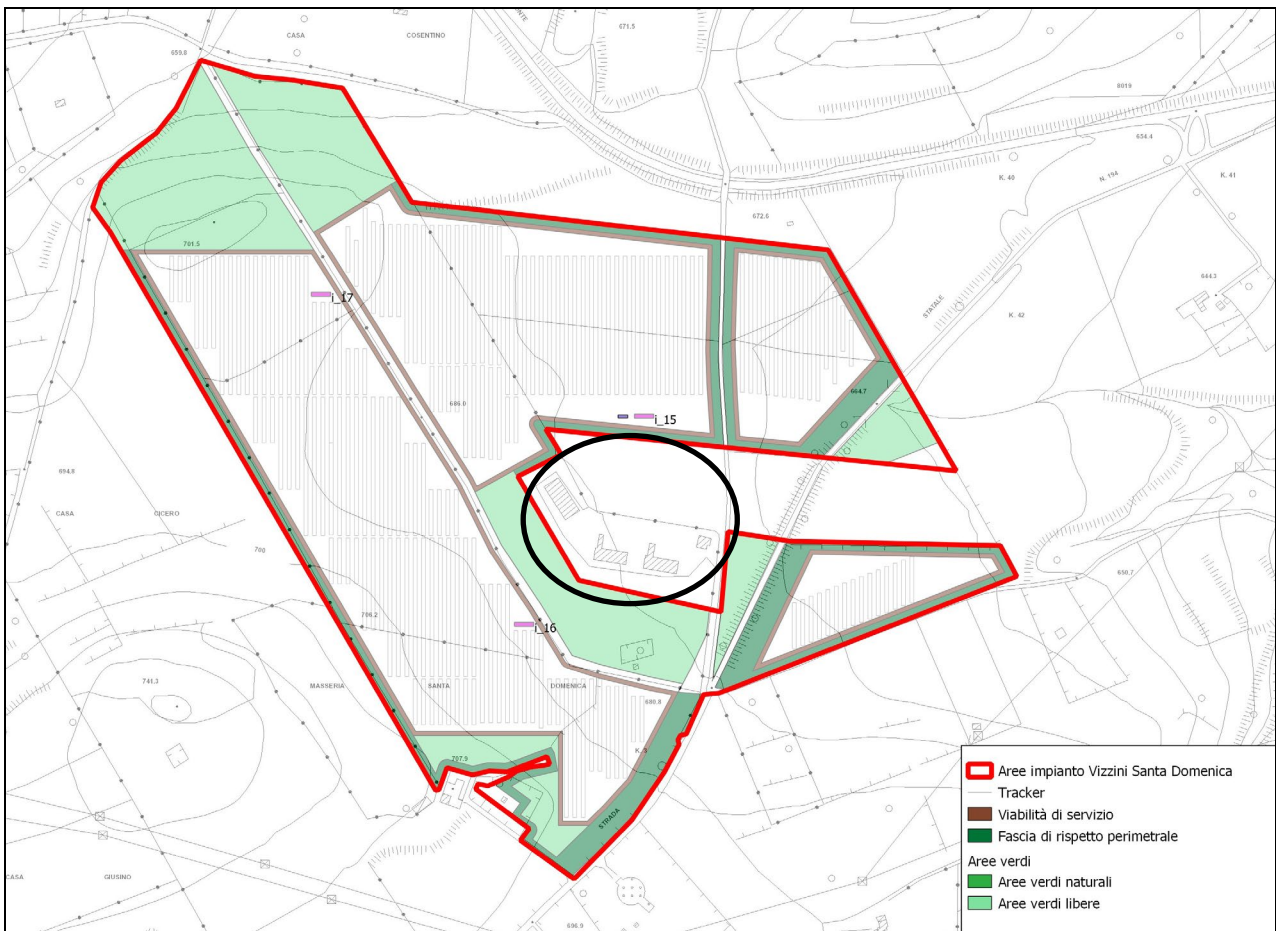 CASA
COSENTINO
671.5
PONTE
659.8
8019
654.4
K. 40
N. 194
K. 41
672.6
701.5
644.3
i_17
STATALE
K. 42
664.7
686.0
i_15
694.8
CASA
CICERO
700
650.7
706.2
i_16
741.3
MASSERIA
SANTA
DOMENICA
680.8
K. 3
707.9
STRADA
CASA
GIUSINO
696.9
Aree impianto Vizzini Santa Domenica
Tracker
Viabilità di servizio
Fascia di rispetto perimetrale
Aree verdi
Aree verdi naturali
Aree verdi libere